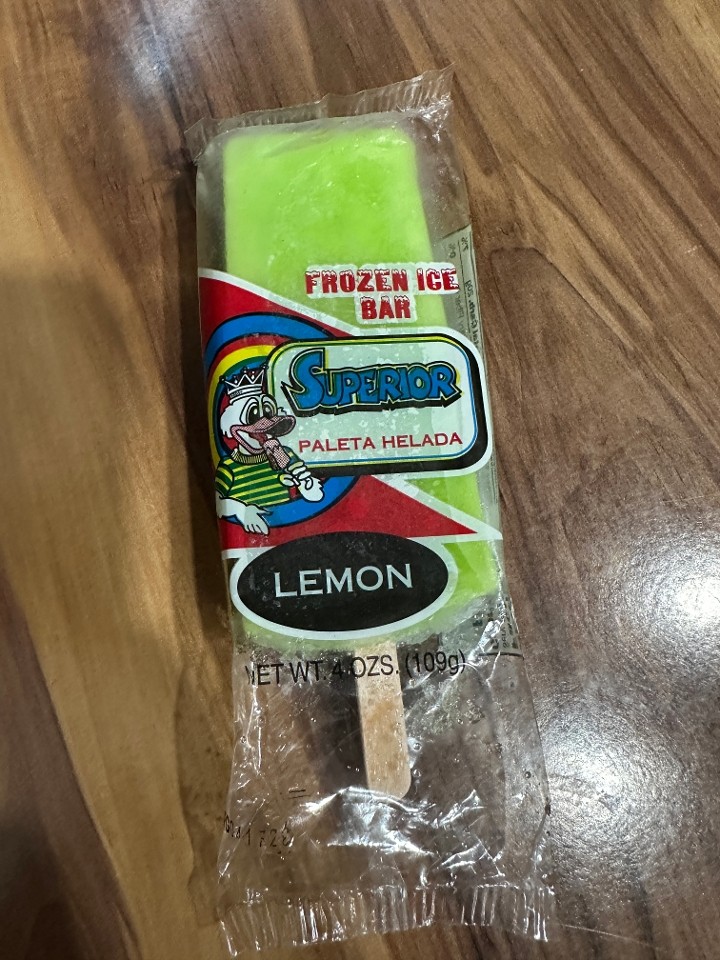 FROZEN ICE
BAR
SUPERIOR
PALETA HELADA
LEMON
NET WT. 4 OZS. (109g)